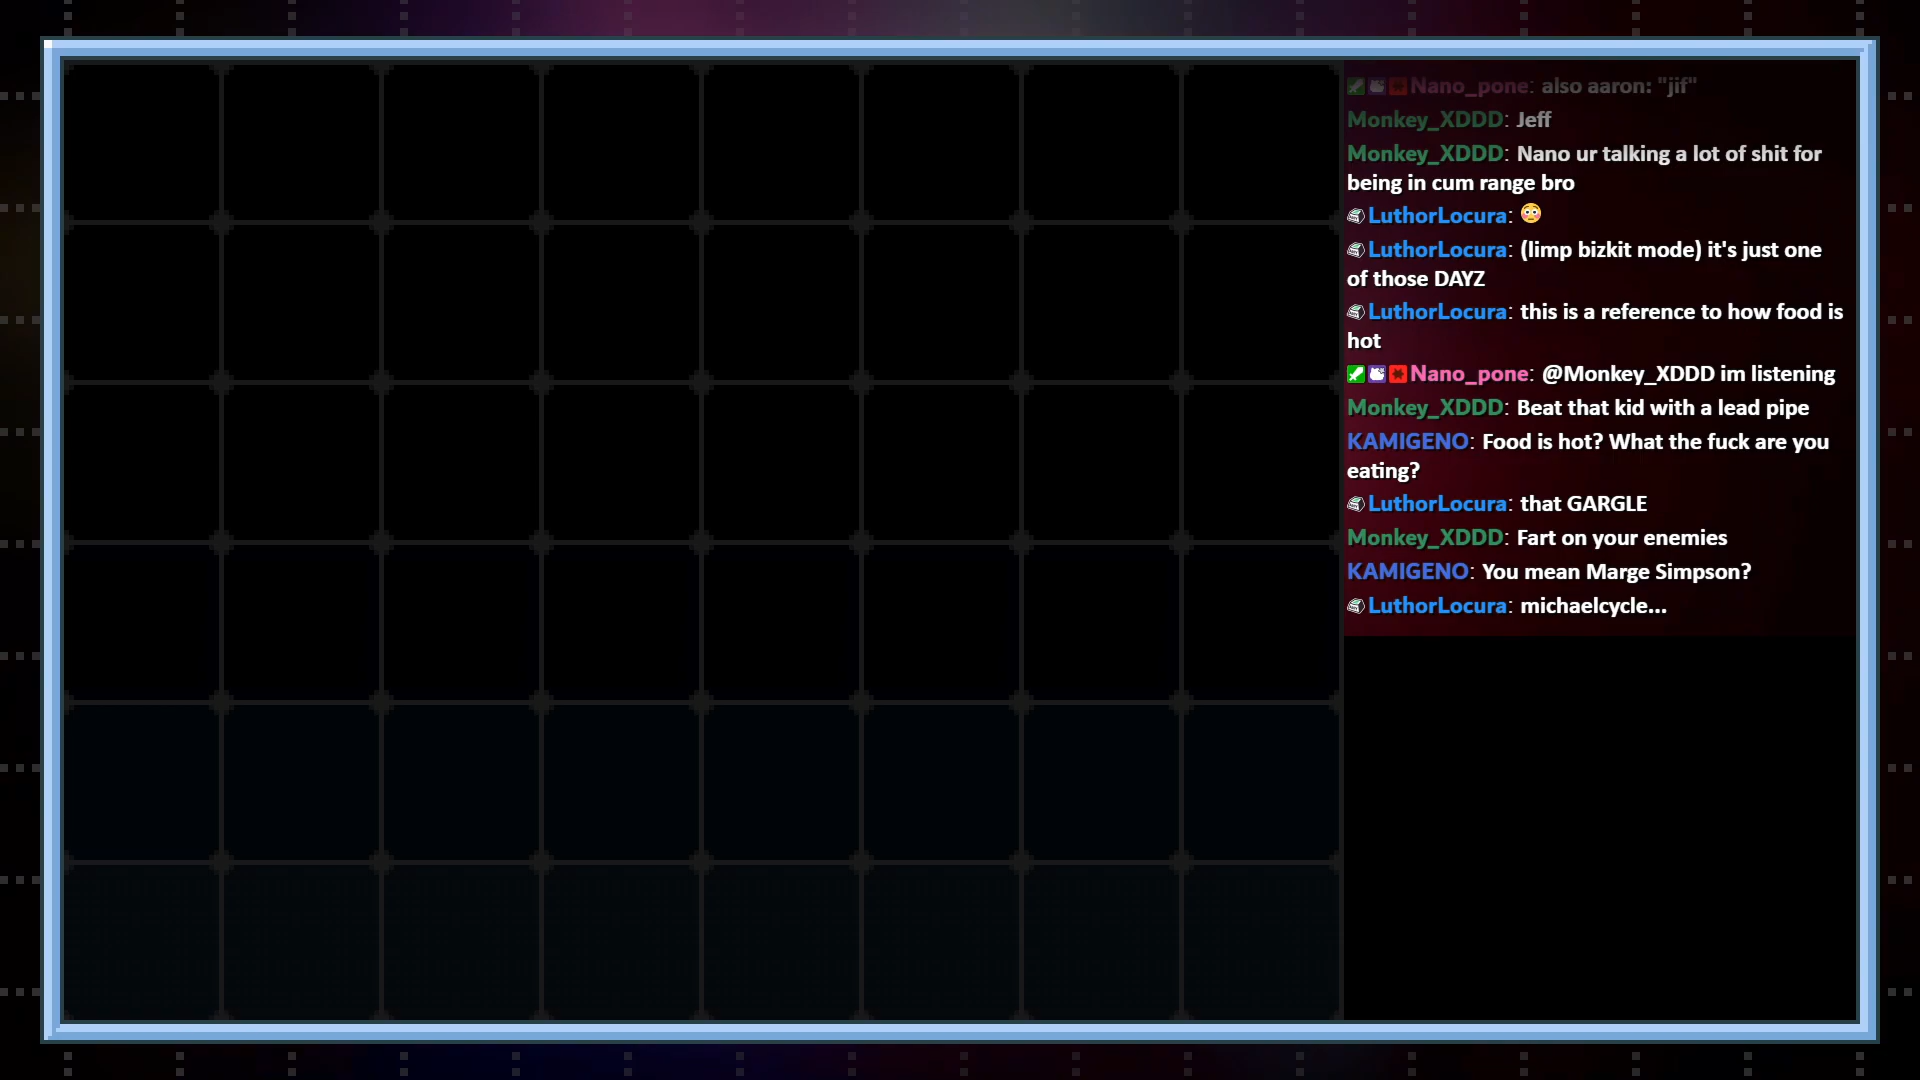 Nano_pone: also aaron: "jif"
Monkey_XDDD: Jeff
Monkey_XDDD: Nano ur talking a lot of shit for
being in cum range bro
LuthorLocura: 😳
LuthorLocura: (limp bizkit mode) it's just one
of those DAYZ
LuthorLocura: this is a reference to how food is
hot
Nano_pone: @Monkey_XDDD im listening
Monkey_XDDD: Beat that kid with a lead pipe
KAMIGENO: Food is hot? What the fuck are you
eating?
LuthorLocura: that GARGLE
Monkey_XDDD: Fart on your enemies
KAMIGENO: You mean Marge Simpson?
LuthorLocura: michaelcycle...